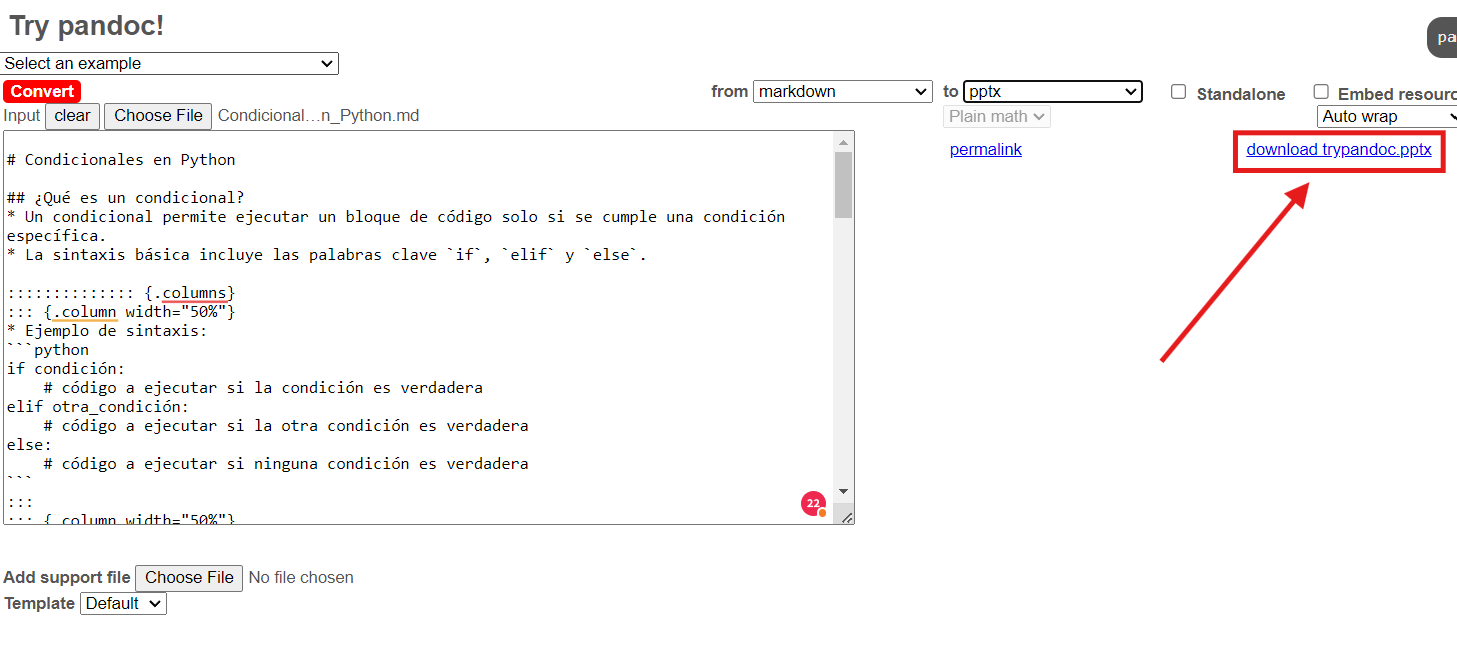 Try pandoc!
Select an example
Convert
from markdown to pptx Standalone Embed resourc
Input clear Choose File Condicional…n_Python.md
Plain math Auto wrap
permalink download trypandoc.pptx
# Condicionales en Python
## ¿Qué es un condicional?
* Un condicional permite ejecutar un bloque de código solo si se cumple una condición
específica.
* La sintaxis básica incluye las palabras clave `if`, `elif` y `else`.
:::::::::::::: {.columns}
::: {.column width="50%"}
* Ejemplo de sintaxis:
```python
if condición:
    # código a ejecutar si la condición es verdadera
elif otra_condición:
    # código a ejecutar si la otra condición es verdadera
else:
    # código a ejecutar si ninguna condición es verdadera
```
:::
::: {.column width="50%"}
22
Add support file Choose File No file chosen
Template Default
pa